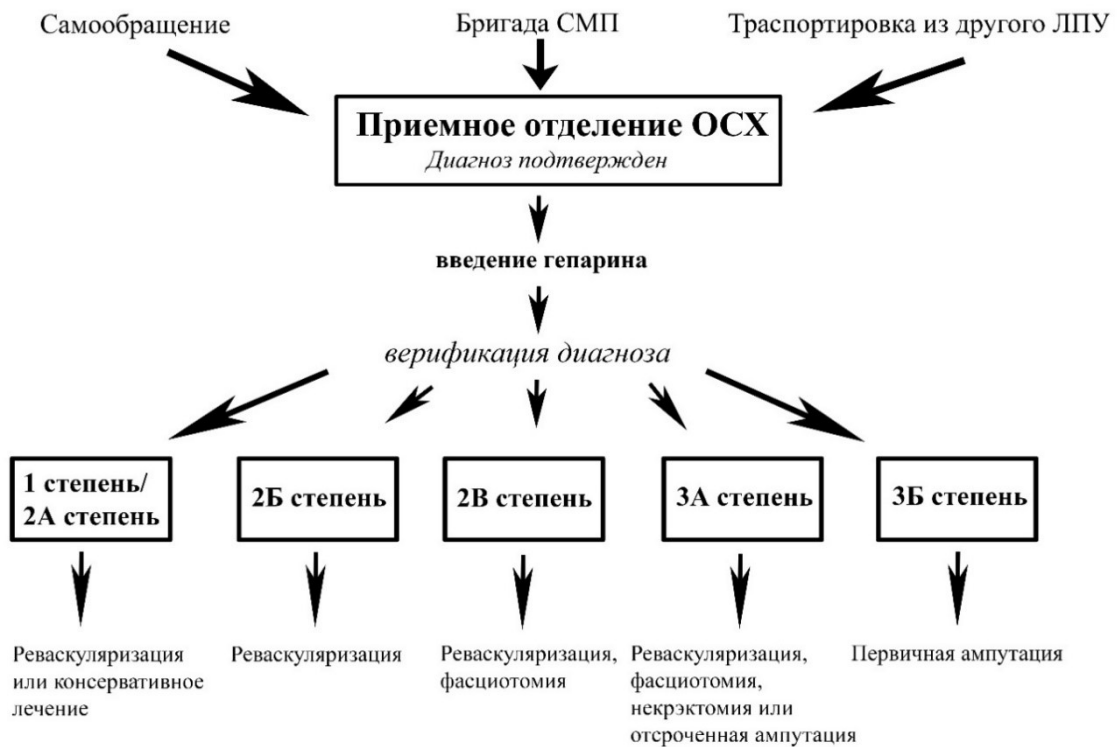 Самообращение
Бригада СМП
Траспортировка из другого ЛПУ
Приемное отделение ОСХ
Диагноз подтвержден
введение гепарина
верификация диагноза
1 степень/
2А степень
2Б степень
2В степень
3А степень
3Б степень
Реваскуляризация
или консервативное
лечение
Реваскуляризация
Реваскуляризация,
фасциотомия
Реваскуляризация,
фасциотомия,
некрэктомия или
отсроченная ампутация
Первичная ампутация